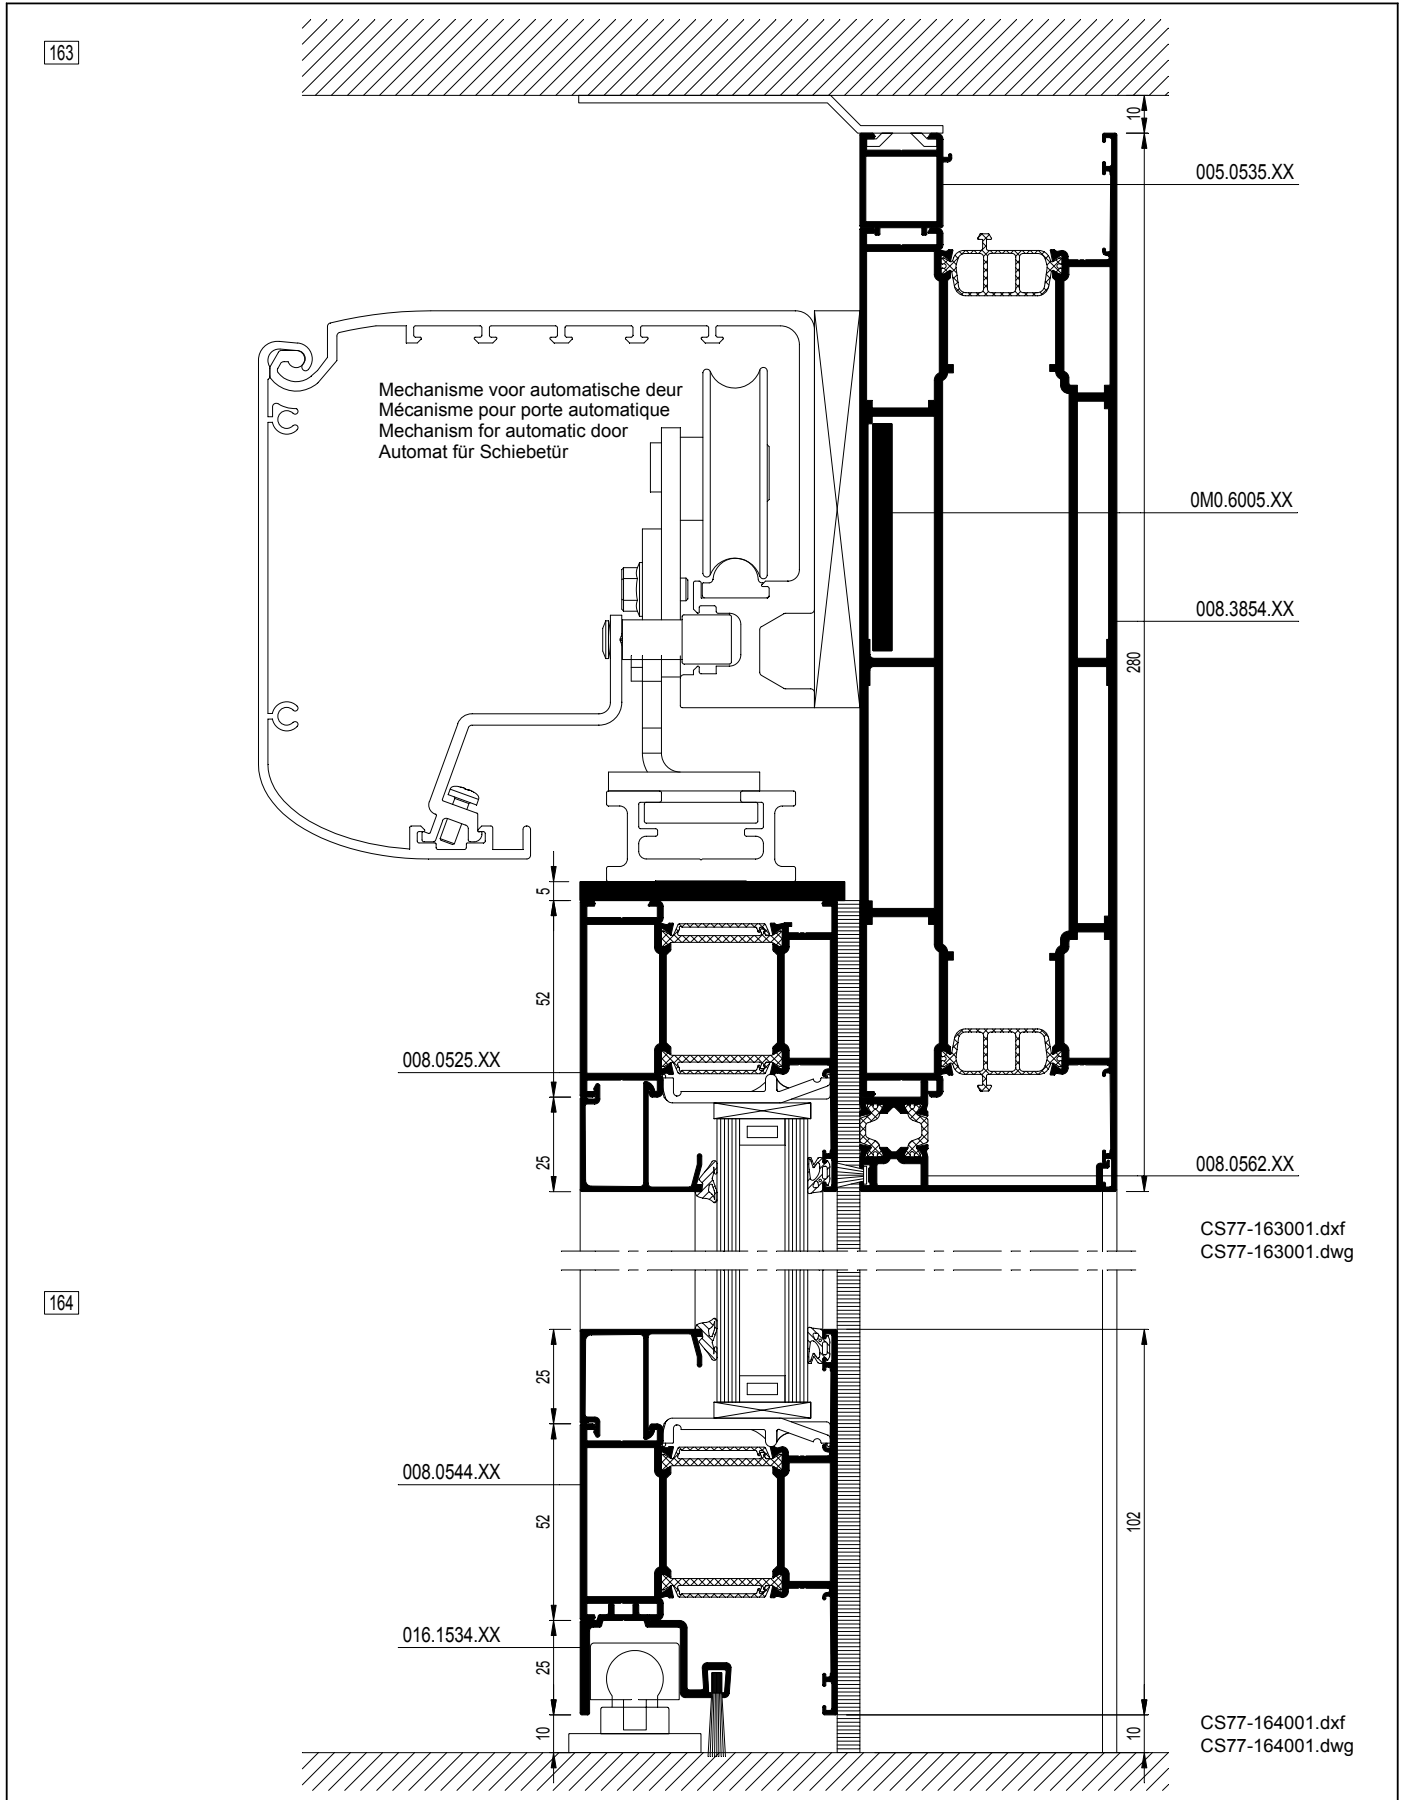 163
10
005.0535.XX
Mechanisme voor automatische deur
Mécanisme pour porte automatique
Mechanism for automatic door
Automat für Schiebetür
0M0.6005.XX
008.3854.XX
280
5
52
008.0525.XX
25
008.0562.XX
CS77-163001.dxf
CS77-163001.dwg
164
25
008.0544.XX
52
102
016.1534.XX
25
10
10
CS77-164001.dxf
CS77-164001.dwg